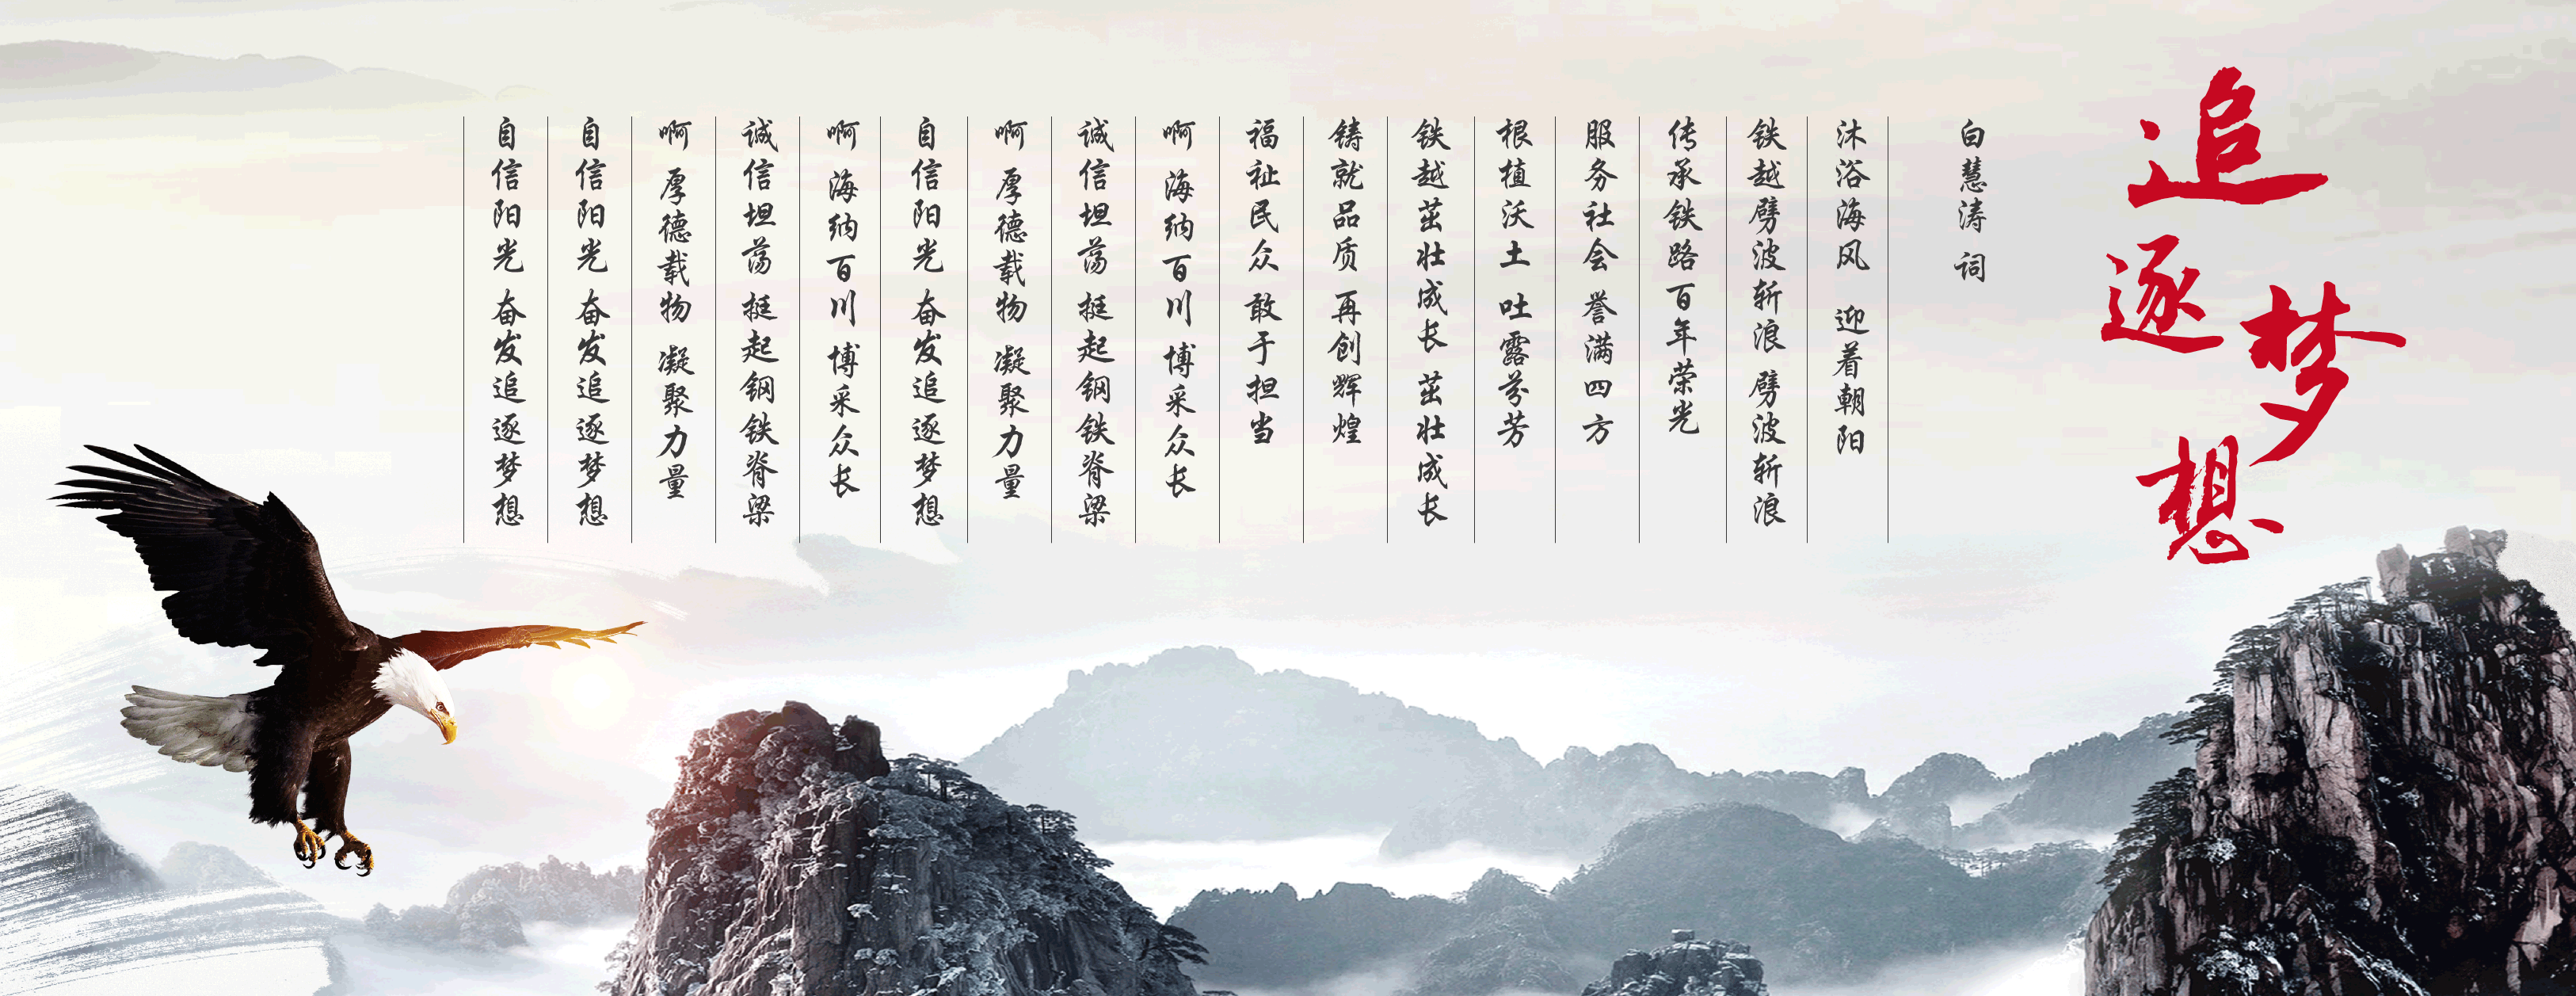 追逐梦想
白慧涛 词
沐浴海风 迎着朝阳
铁越劈波斩浪 劈波斩浪
传承铁路百年荣光
服务社会 誉满四方
根植沃土 吐露芬芳
铁越茁壮成长 茁壮成长
铸就品质 再创辉煌
福祉民众 敢于担当
啊 海纳百川 博采众长
诚信坦荡 挺起钢铁脊梁
啊 厚德载物 凝聚力量
自信阳光 奋发追逐梦想
啊 海纳百川 博采众长
诚信坦荡 挺起钢铁脊梁
啊 厚德载物 凝聚力量
自信阳光 奋发追逐梦想
自信阳光 奋发追逐梦想